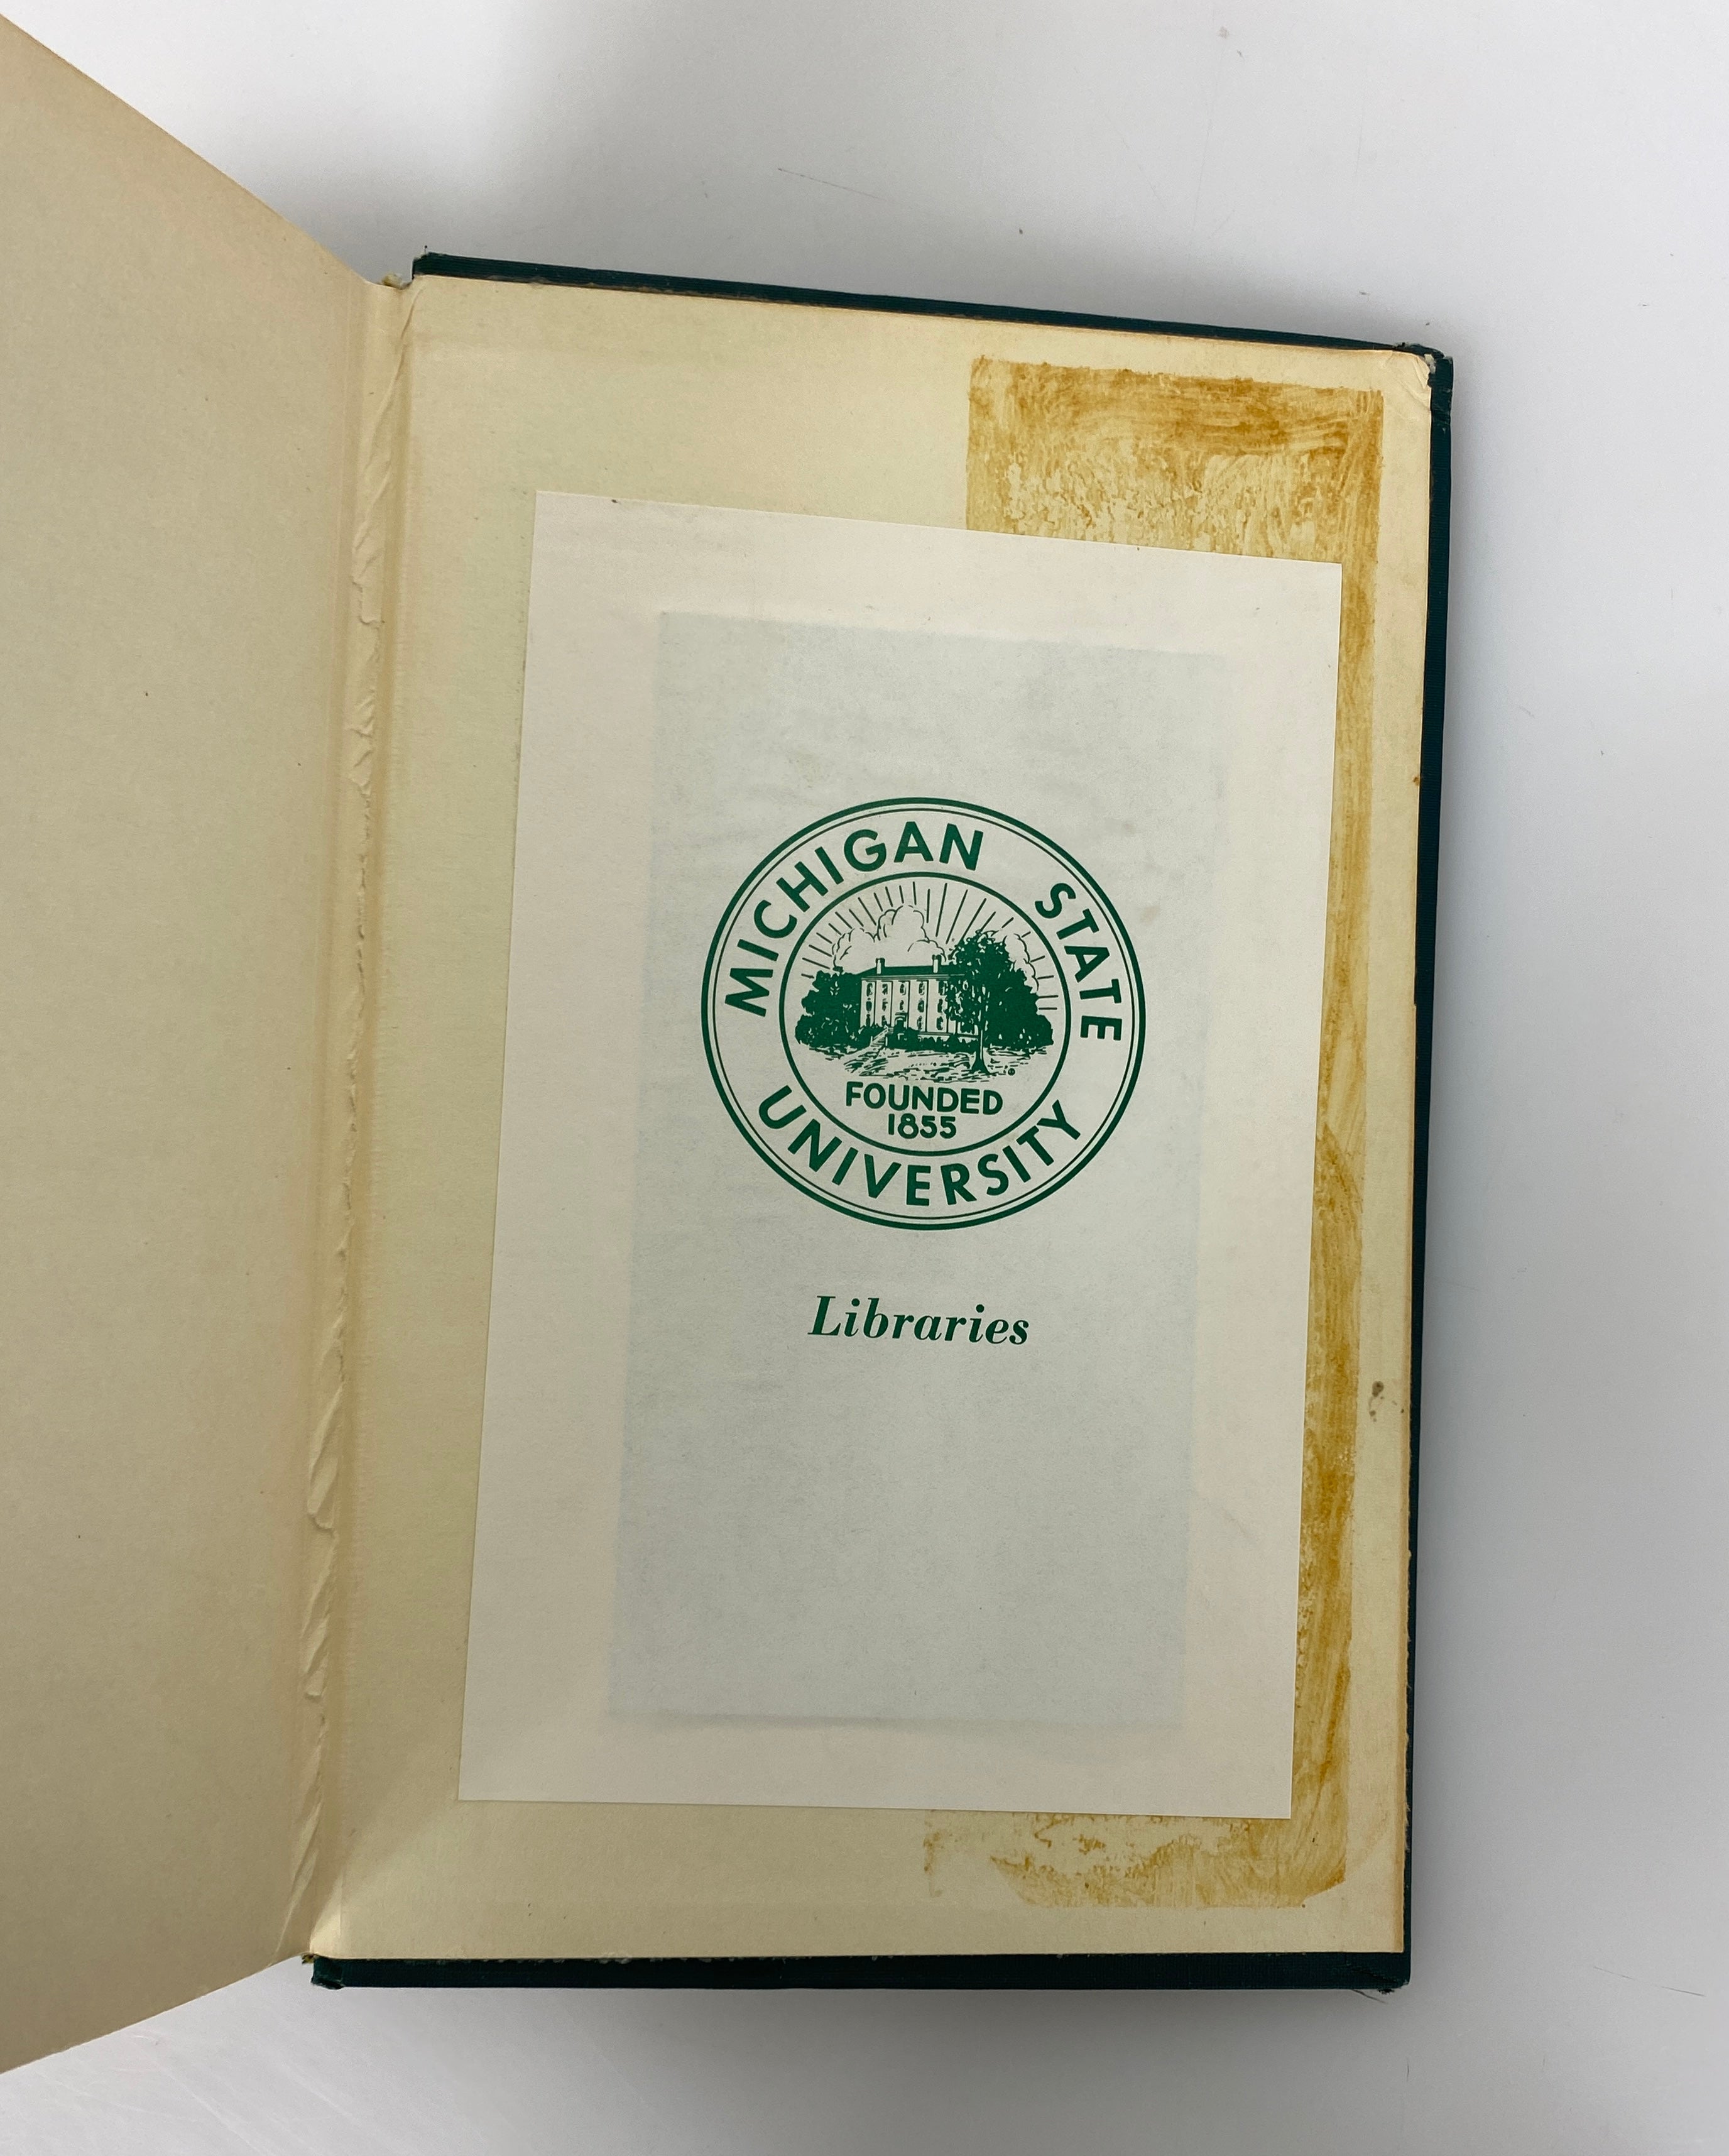 MICHIGAN STATE
UNIVERSITY
FOUNDED
1855
Libraries